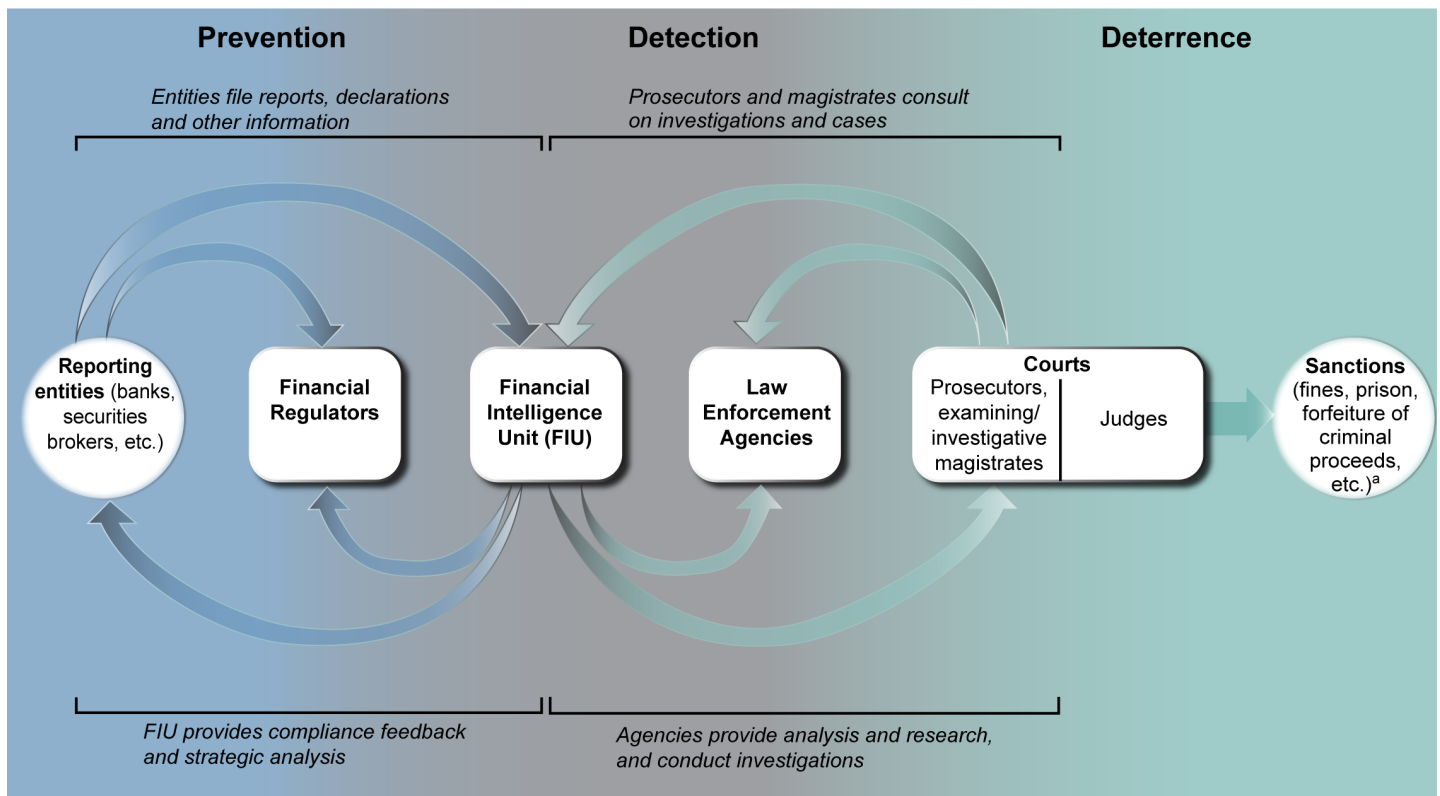 Prevention
Detection
Deterrence
Entities file reports, declarations
and other information
Prosecutors and magistrates consult
on investigations and cases
Reporting
entities (banks,
securities
brokers, etc.)
Financial
Regulators
Financial
Intelligence
Unit (FIU)
Law
Enforcement
Agencies
Courts
Prosecutors,
examining/
investigative
magistrates
Judges
Sanctions
(fines, prison,
forfeiture of
criminal
proceeds,
etc.)ᵃ
FIU provides compliance feedback
and strategic analysis
Agencies provide analysis and research,
and conduct investigations